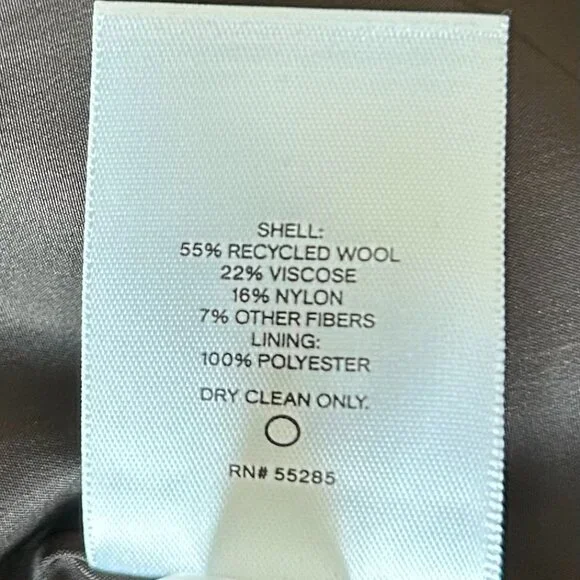 SHELL:
55% RECYCLED WOOL
22% VISCOSE
16% NYLON
7% OTHER FIBERS
LINING:
100% POLYESTER
DRY CLEAN ONLY.
RN# 55285